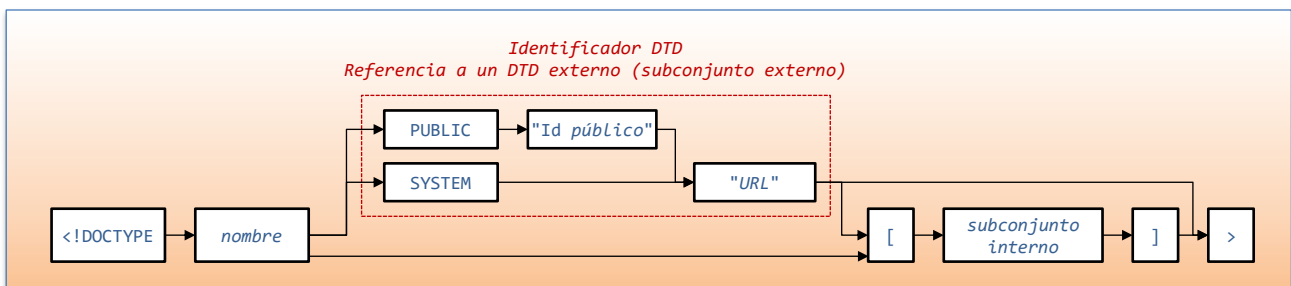 Identificador DTD
Referencia a un DTD externo (subconjunto externo)
PUBLIC
"Id público"
SYSTEM
"URL"
<!DOCTYPE
nombre
[
subconjunto
interno
]
>